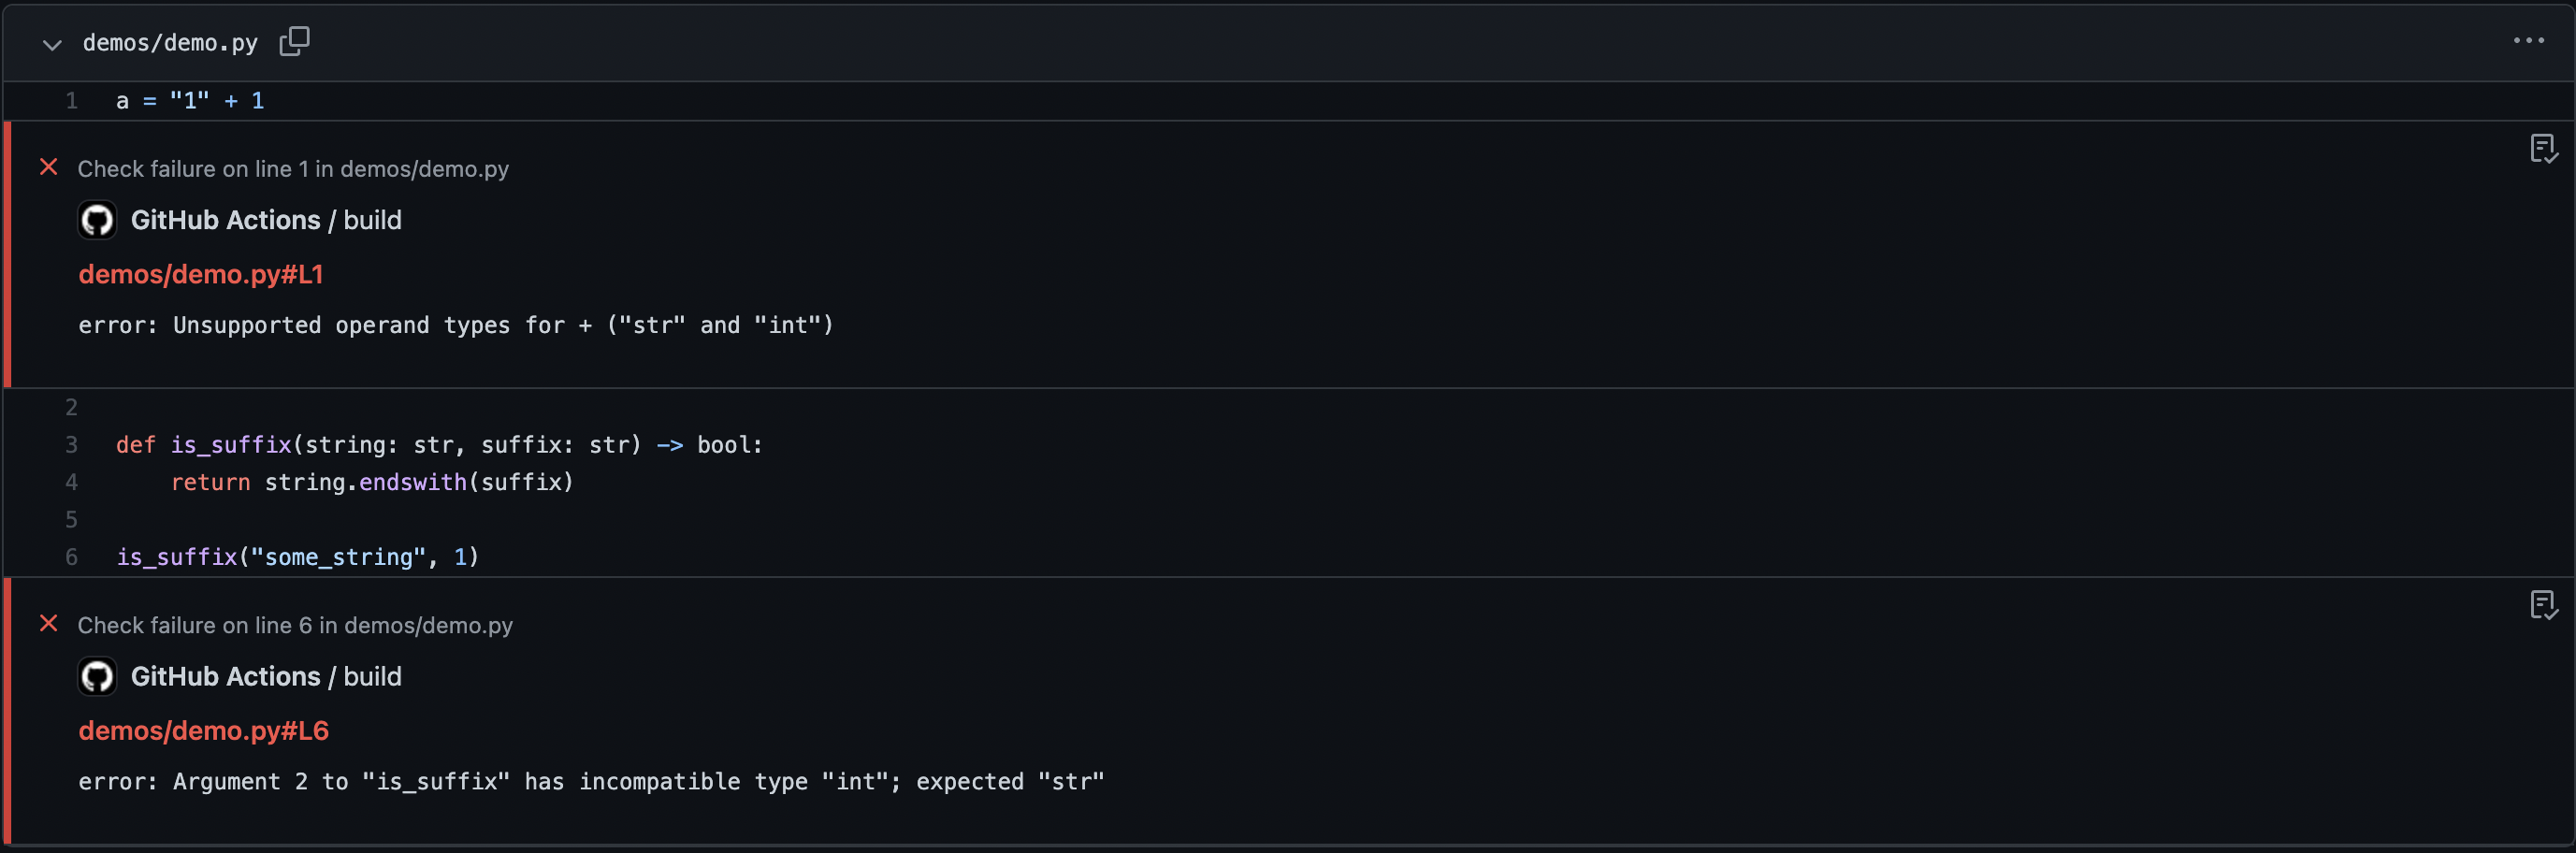 demos/demo.py
1 a = "1" + 1
Check failure on line 1 in demos/demo.py
GitHub Actions / build
demos/demo.py#L1
error: Unsupported operand types for + ("str" and "int")
2
3 def is_suffix(string: str, suffix: str) -> bool:
4     return string.endswith(suffix)
5
6 is_suffix("some_string", 1)
Check failure on line 6 in demos/demo.py
GitHub Actions / build
demos/demo.py#L6
error: Argument 2 to "is_suffix" has incompatible type "int"; expected "str"